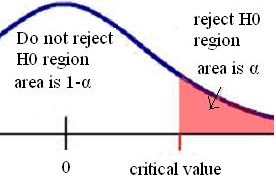 Do not reject
H0 region
area is 1-α
reject H0
region
area is α
0
critical value